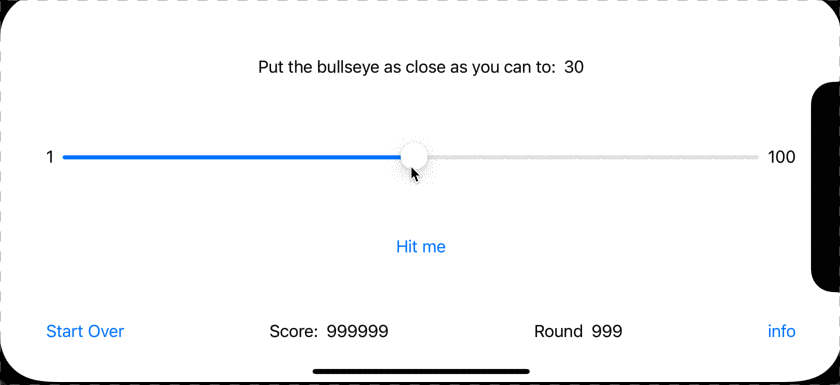 Put the bullseye as close as you can to: 30
1 100
Hit me
Start Over Score: 999999 Round 999 info